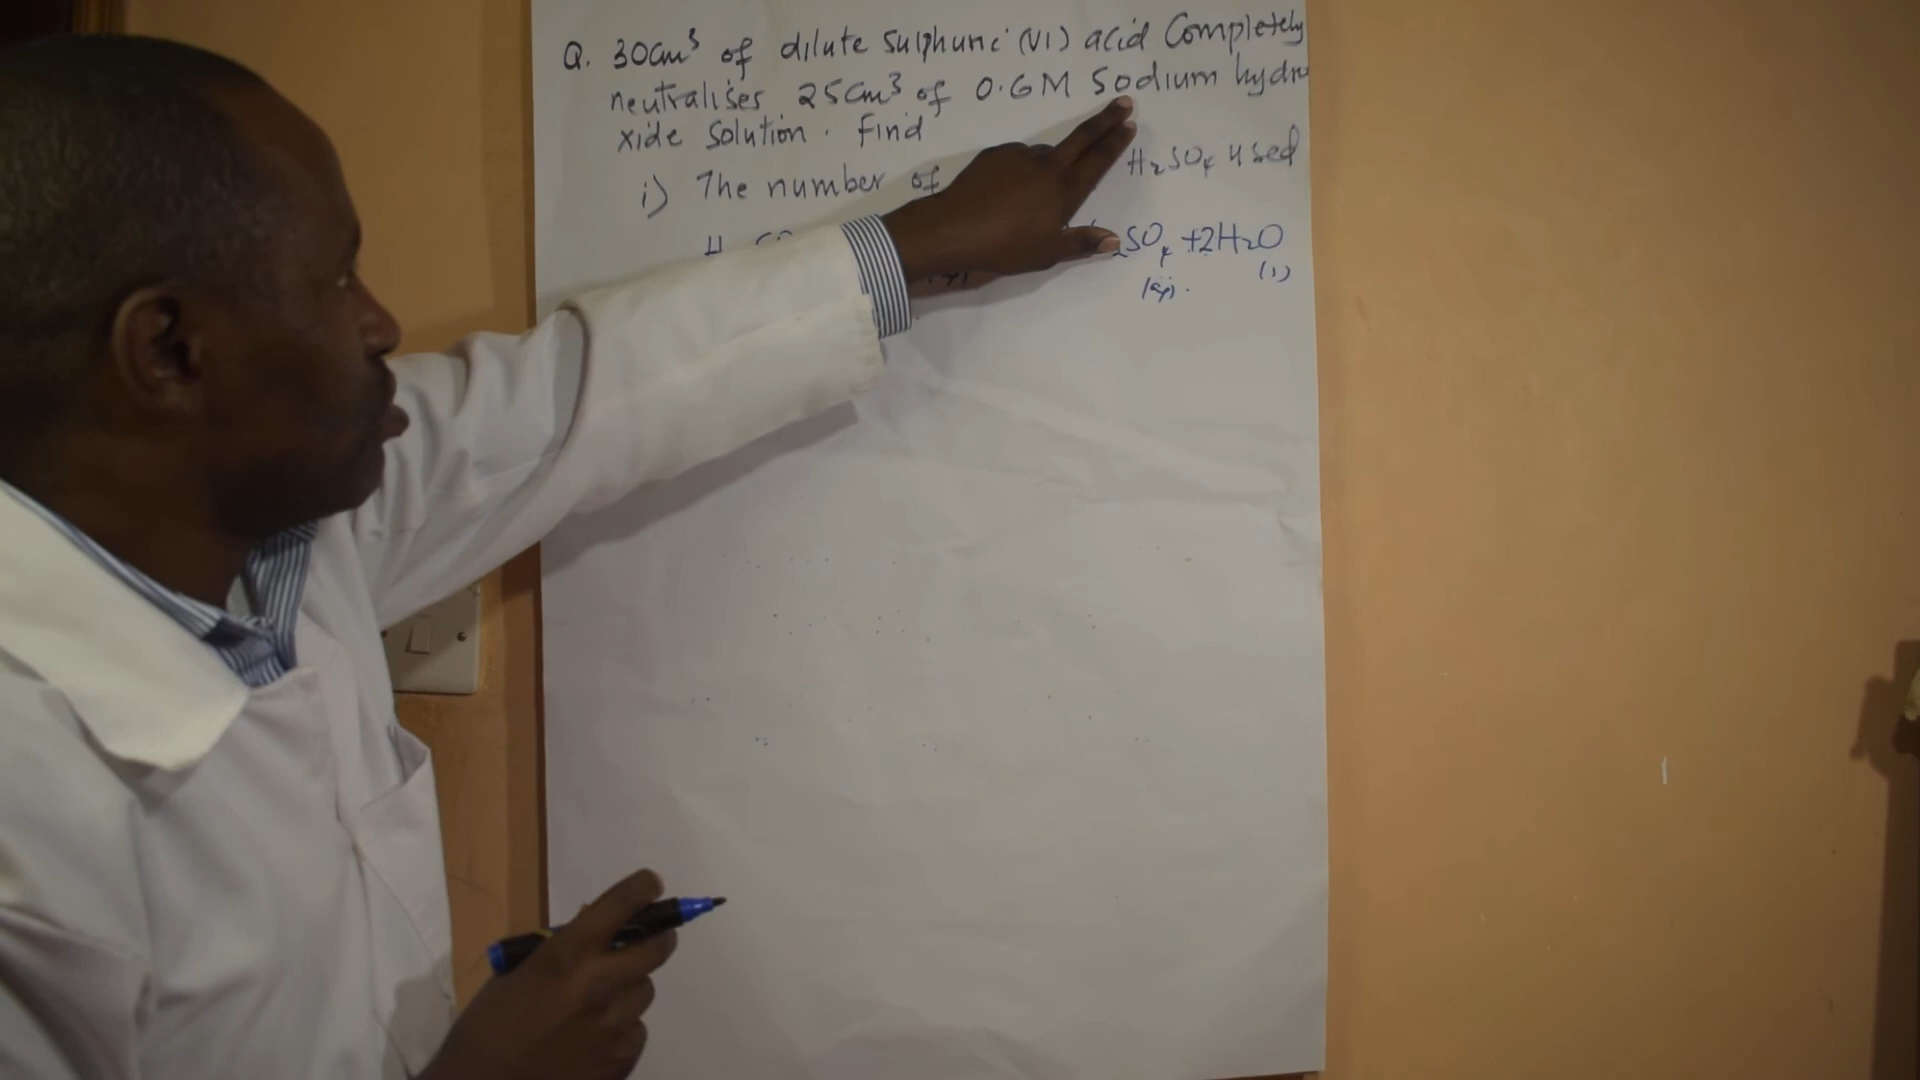 Q. 30cm³ of dilute Sulphuric (VI) acid Completely
neutralises 25cm³ of 0.6M Sodium hydro
xide solution. Find
i) The number of H₂SO₄ used
SO₄ + 2H₂O
(aq). (l)